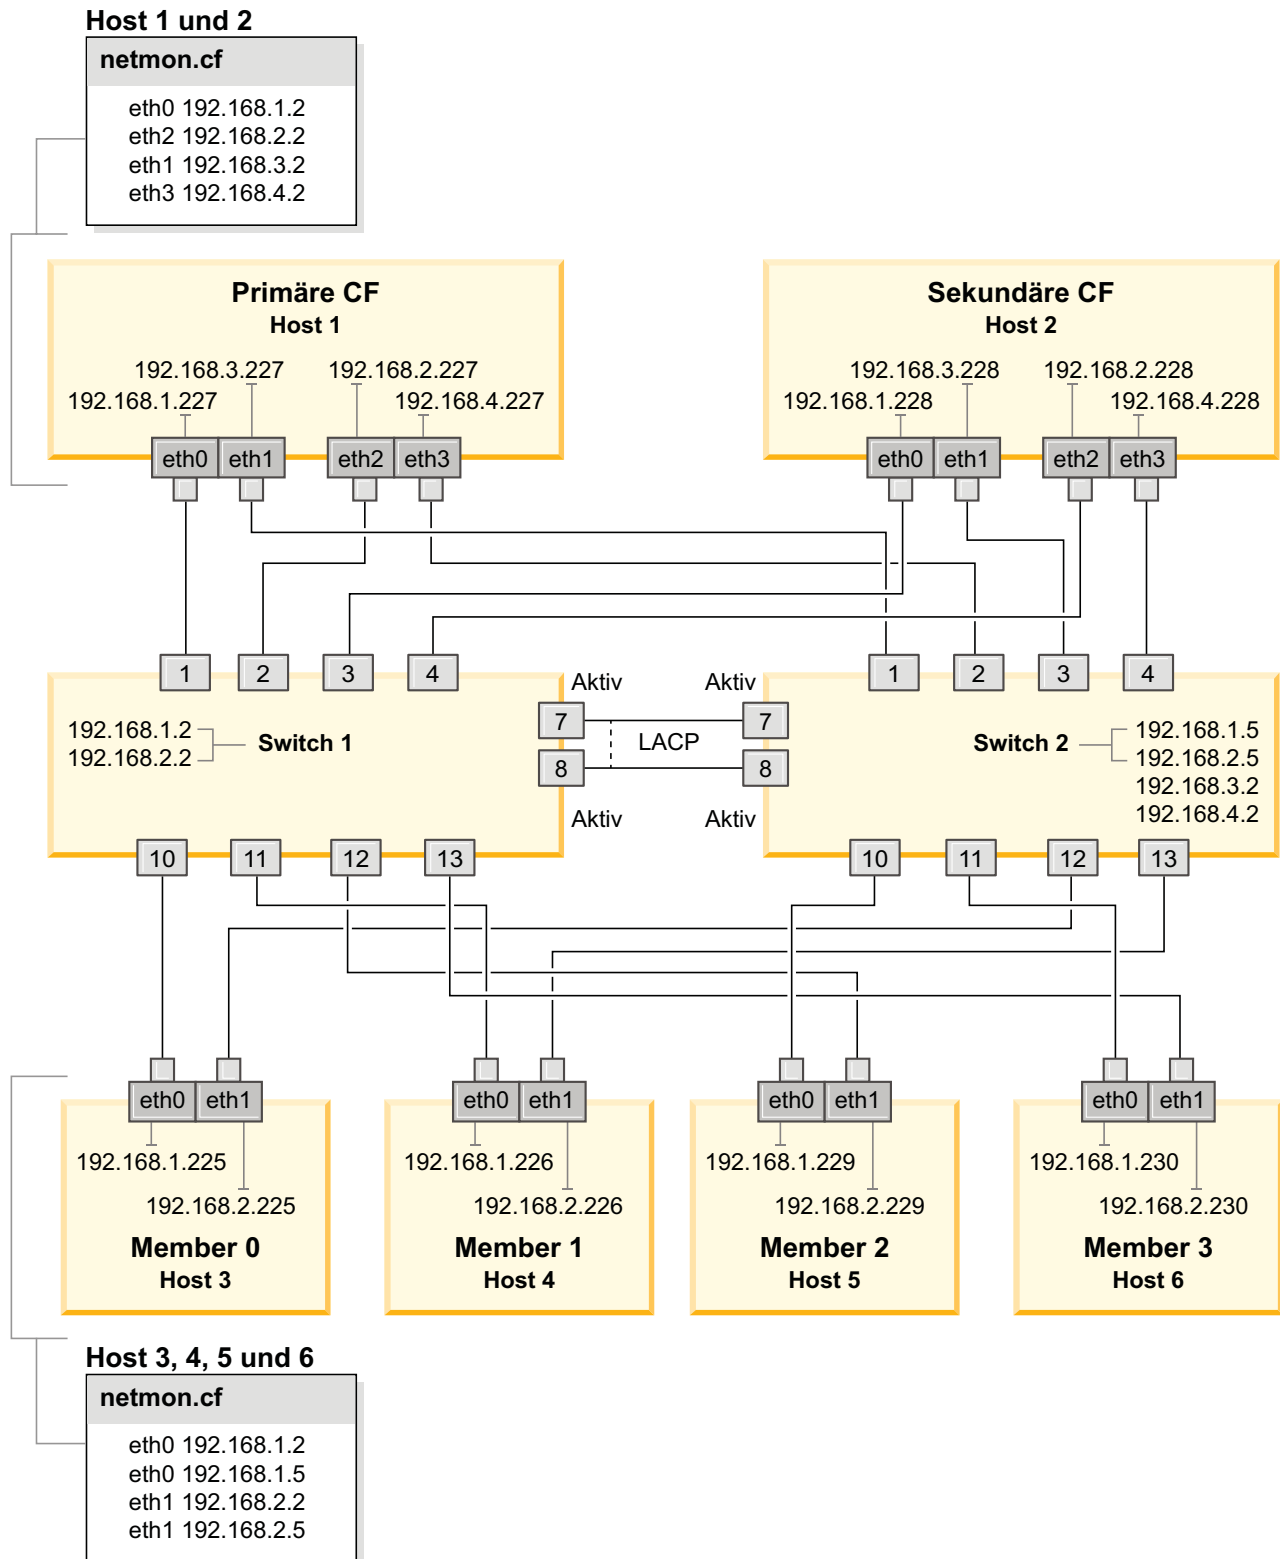 Host 1 und 2
netmon.cf
eth0 192.168.1.2
eth2 192.168.2.2
eth1 192.168.3.2
eth3 192.168.4.2
Primäre CF
Host 1
192.168.3.227
192.168.2.227
192.168.1.227
192.168.4.227
eth0
eth1
eth2
eth3
Sekundäre CF
Host 2
192.168.3.228
192.168.2.228
192.168.1.228
192.168.4.228
eth0
eth1
eth2
eth3
1
2
3
4
192.168.1.2
192.168.2.2
Switch 1
Aktiv
7
8
Aktiv
10
11
12
13
LACP
1
2
3
4
Aktiv
7
8
Aktiv
Switch 2
192.168.1.5
192.168.2.5
192.168.3.2
192.168.4.2
10
11
12
13
eth0
eth1
192.168.1.225
192.168.2.225
Member 0
Host 3
eth0
eth1
192.168.1.226
192.168.2.226
Member 1
Host 4
eth0
eth1
192.168.1.229
192.168.2.229
Member 2
Host 5
eth0
eth1
192.168.1.230
192.168.2.230
Member 3
Host 6
Host 3, 4, 5 und 6
netmon.cf
eth0 192.168.1.2
eth0 192.168.1.5
eth1 192.168.2.2
eth1 192.168.2.5